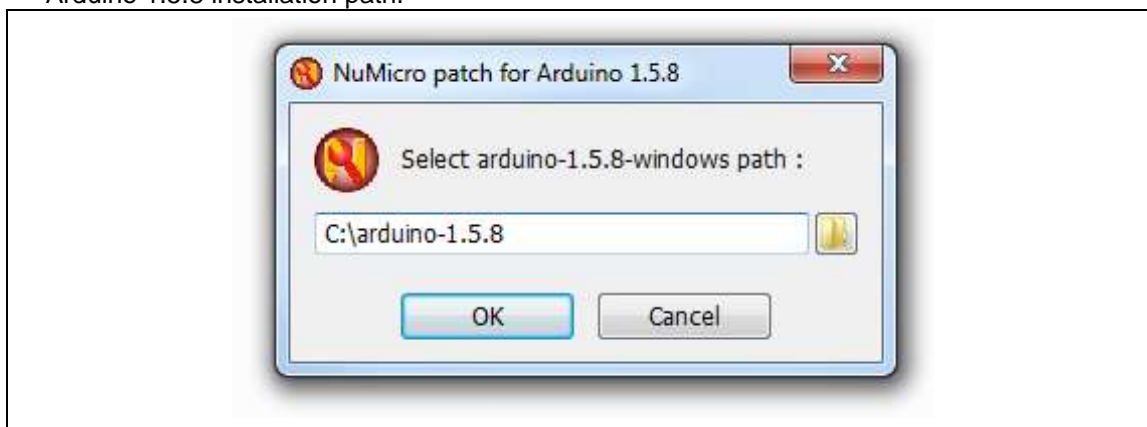 Arduino 1.5.8 installation path.
NuMicro patch for Arduino 1.5.8
Select arduino-1.5.8-windows path :
C:\arduino-1.5.8
OK Cancel